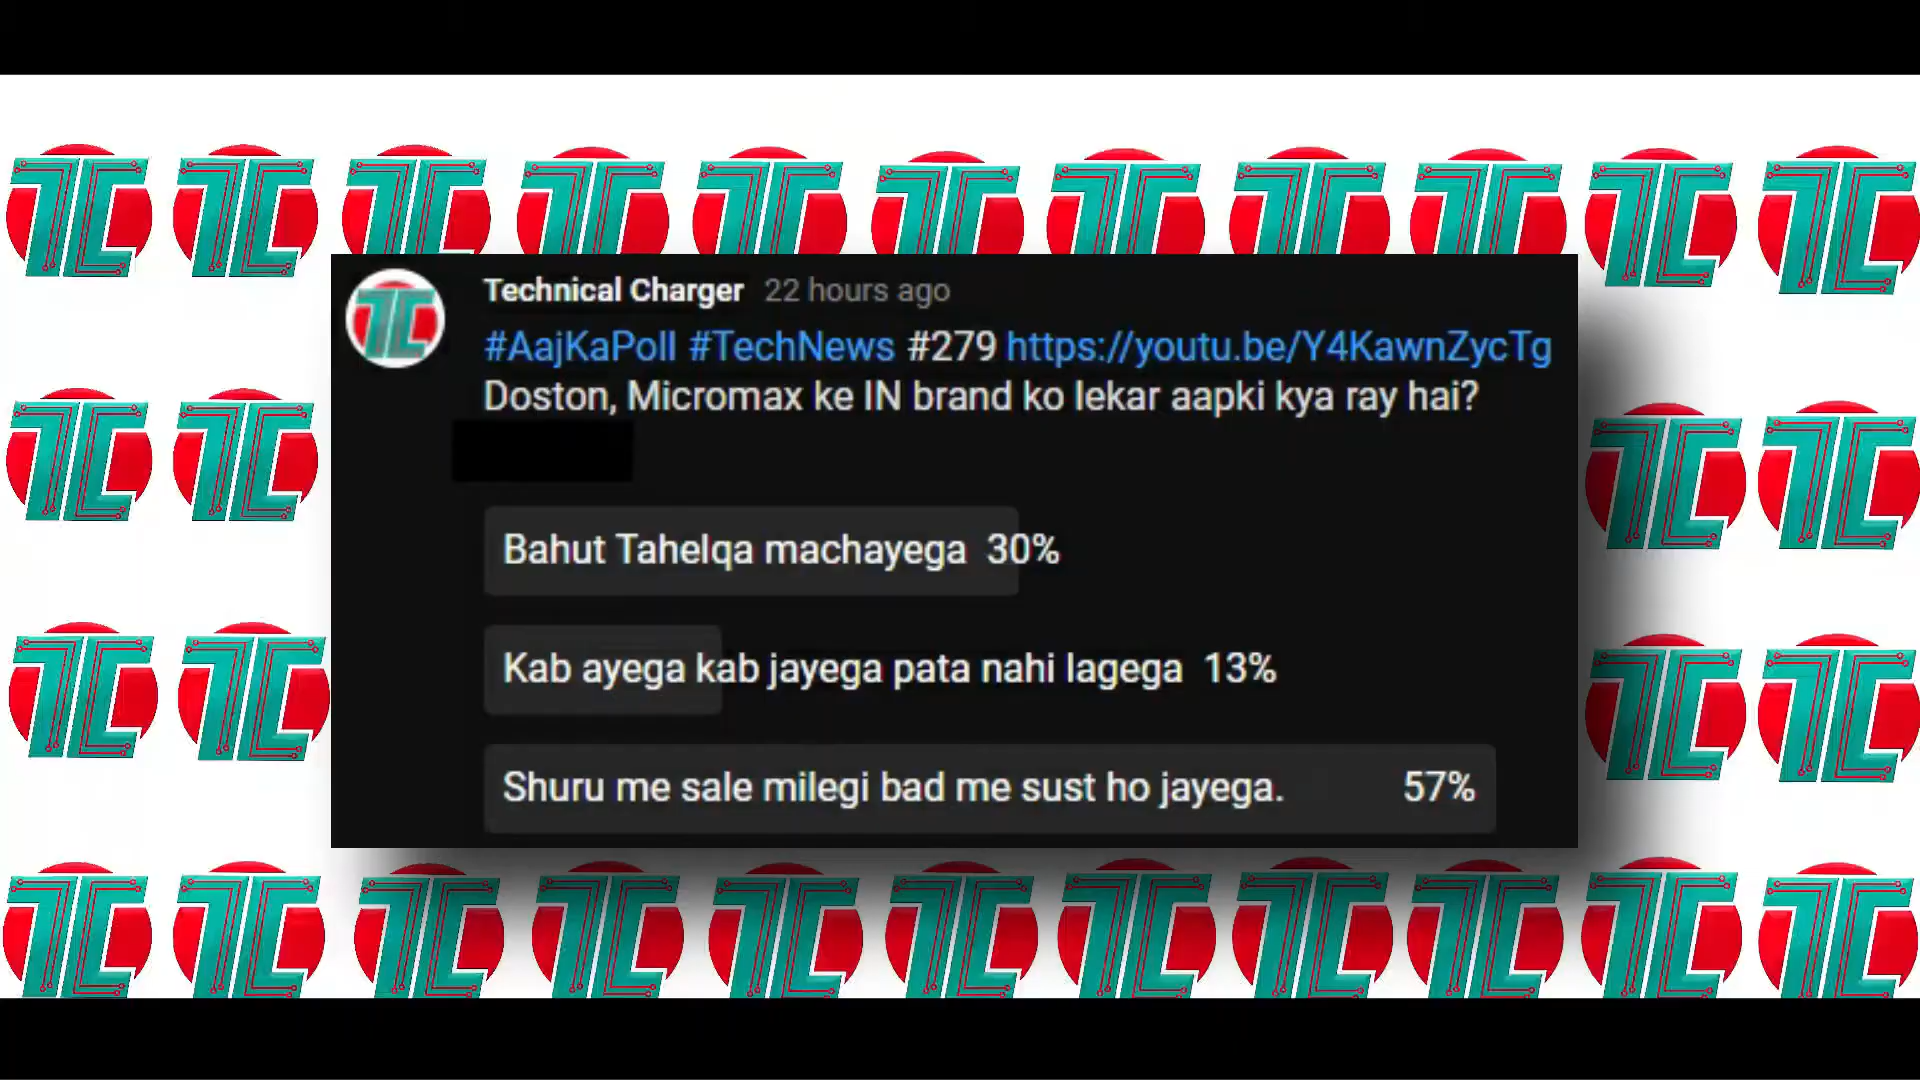 Technical Charger 22 hours ago
#AajKaPoll #TechNews #279 https://youtu.be/Y4KawnZycTg
Doston, Micromax ke IN brand ko lekar aapki kya ray hai?
Bahut Tahelqa machayega 30%
Kab ayega kab jayega pata nahi lagega 13%
Shuru me sale milegi bad me sust ho jayega. 57%